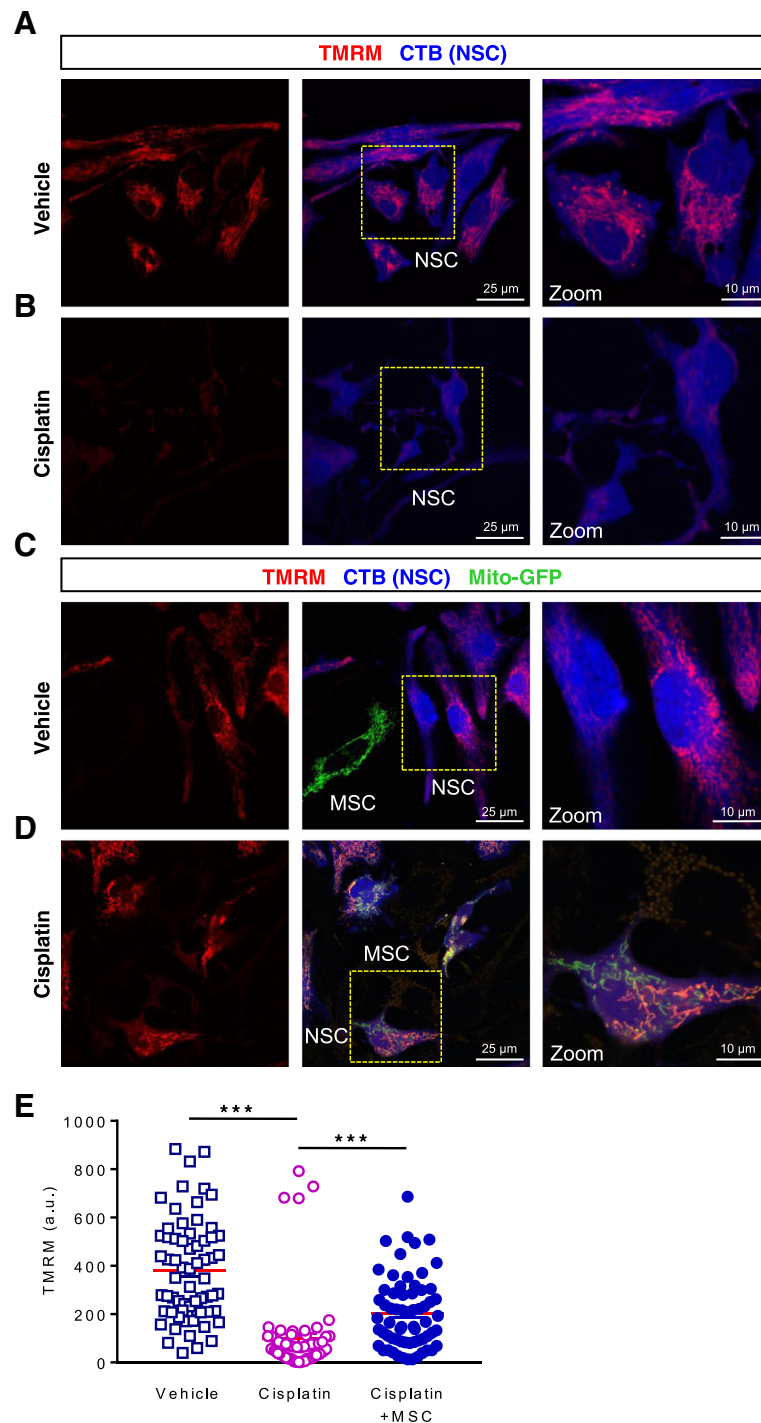 A
TMRM CTB (NSC)
Vehicle
NSC
25 µm
Zoom
10 µm
B
Cisplatin
NSC
25 µm
Zoom
10 µm
C
TMRM CTB (NSC) Mito-GFP
Vehicle
MSC
NSC
25 µm
Zoom
10 µm
D
Cisplatin
MSC
NSC
25 µm
Zoom
10 µm
E
***
***
1000
800
600
400
200
0
TMRM (a.u.)
Vehicle
Cisplatin
Cisplatin
+MSC